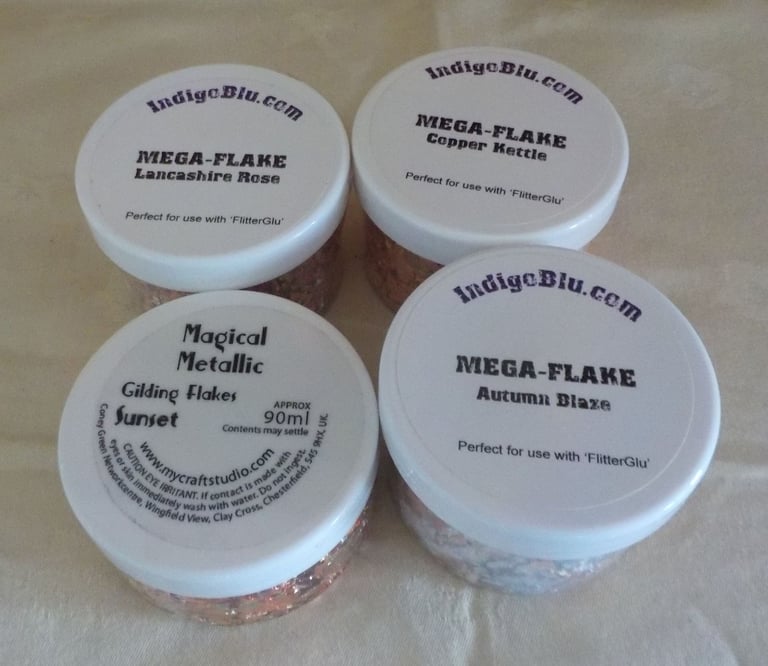 IndigoBlu.com
MEGA-FLAKE
Lancashire Rose
Perfect for use with 'FlitterGlu'
IndigoBlu.com
MEGA-FLAKE
Copper Kettle
Perfect for use with 'FlitterGlu'
Magical
Metallic
Gilding Flakes
Sunset
APPROX
90ml
Contents may settle
www.mycraftstudio.com
CAUTION EYE IRRITANT. If contact is made with
eyes or skin immediately wash with water. Do not ingest.
Coney Green Networkcentre, Wingfield View, Clay Cross, Chesterfield, S45 9HX. UK.
IndigoBlu.com
MEGA-FLAKE
Autumn Blaze
Perfect for use with 'FlitterGlu'